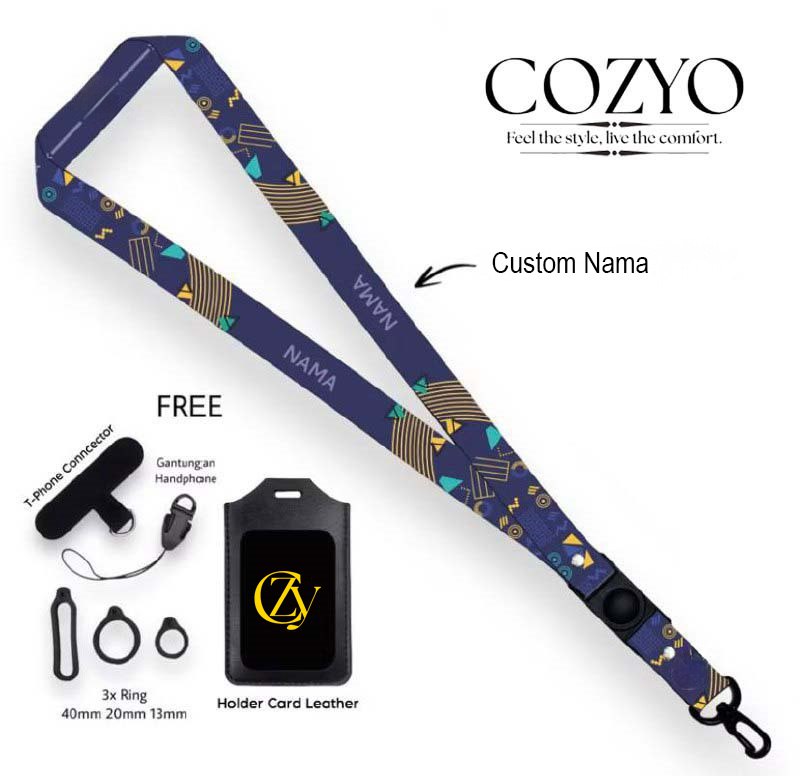 COZYO
Feel the style, live the comfort.
Custom Nama
NAMA
NAMA
FREE
T-Phone Conncector
Gantungan
Handphone
CZy
3x Ring
40mm 20mm 13mm
Holder Card Leather